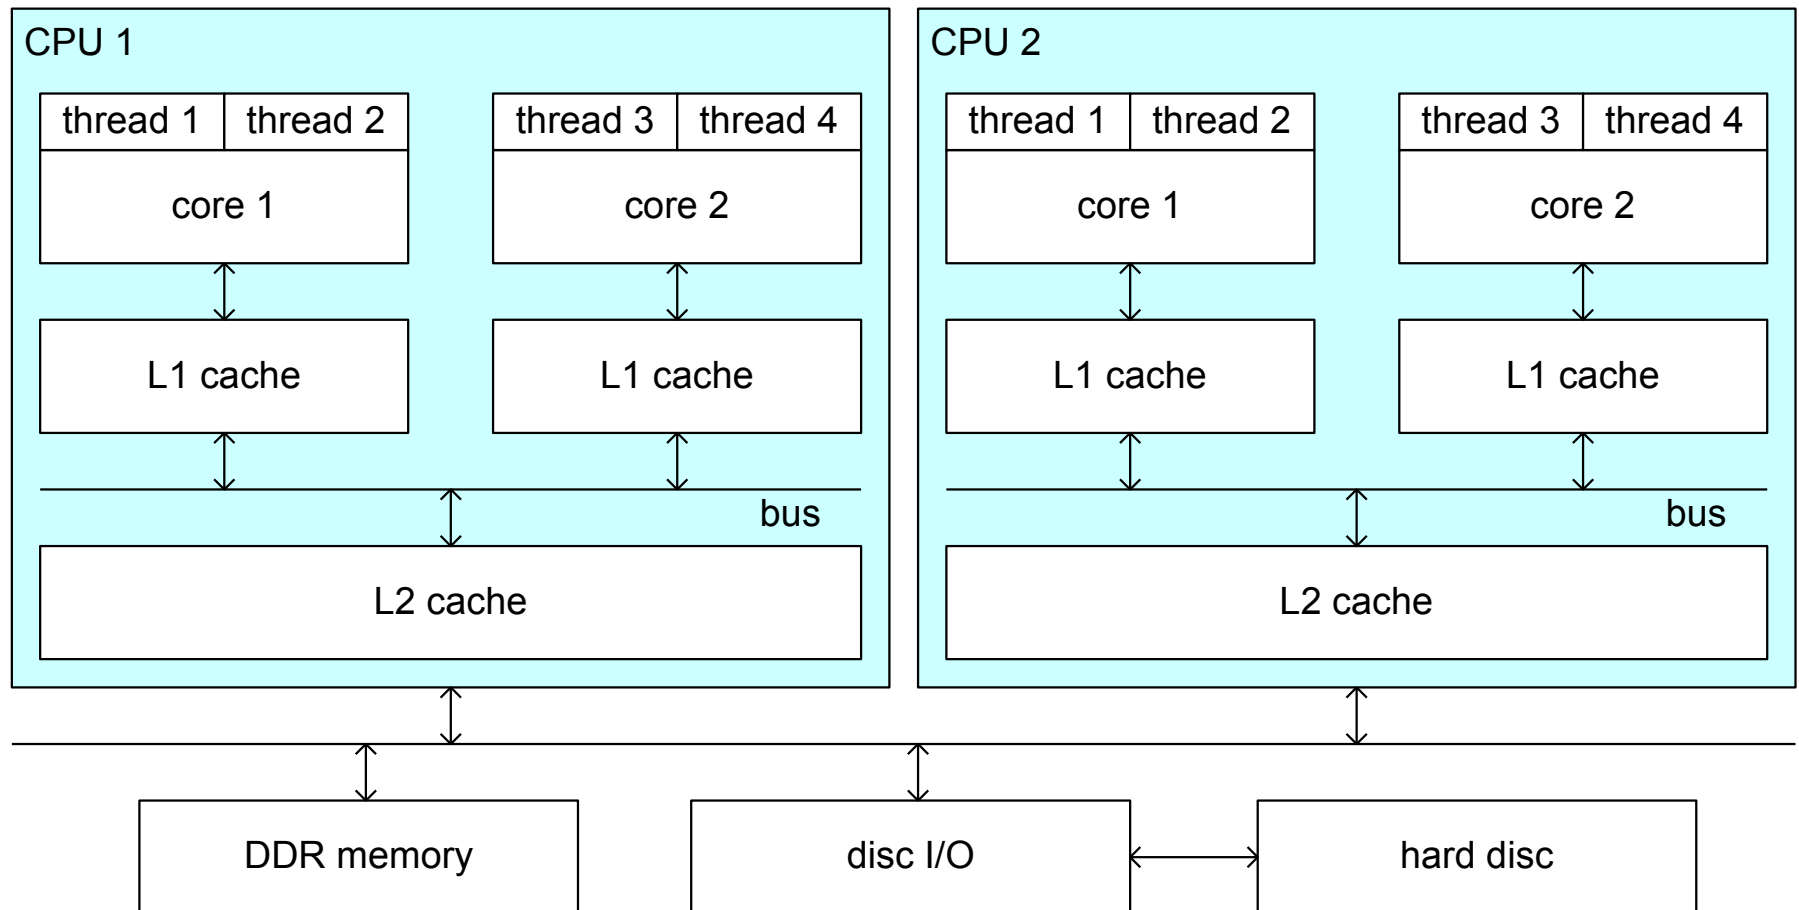 CPU 1
CPU 2
thread 1 thread 2 thread 3 thread 4 thread 1 thread 2 thread 3 thread 4
core 1 core 2 core 1 core 2
L1 cache L1 cache L1 cache L1 cache
bus bus
L2 cache L2 cache
DDR memory disc I/O hard disc